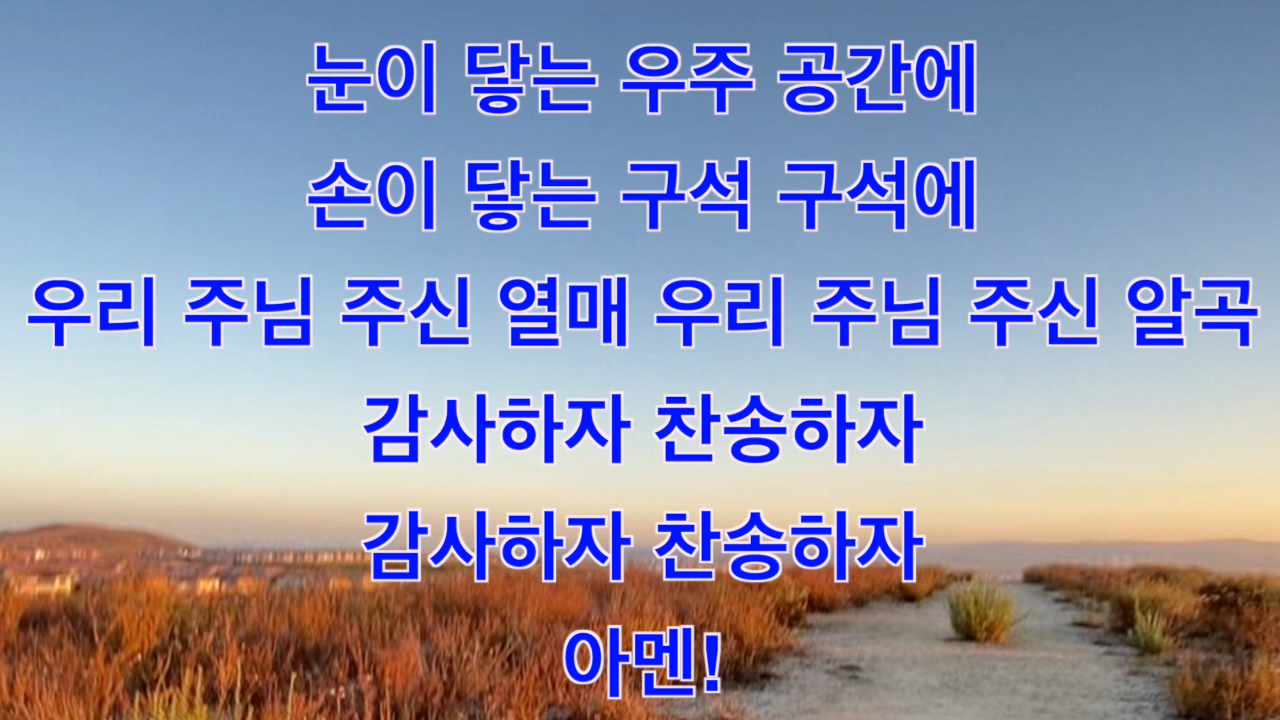 눈이 닿는 우주 공간에
손이 닿는 구석 구석에
우리 주님 주신 열매 우리 주님 주신 알곡
감사하자 찬송하자
감사하자 찬송하자
아멘!